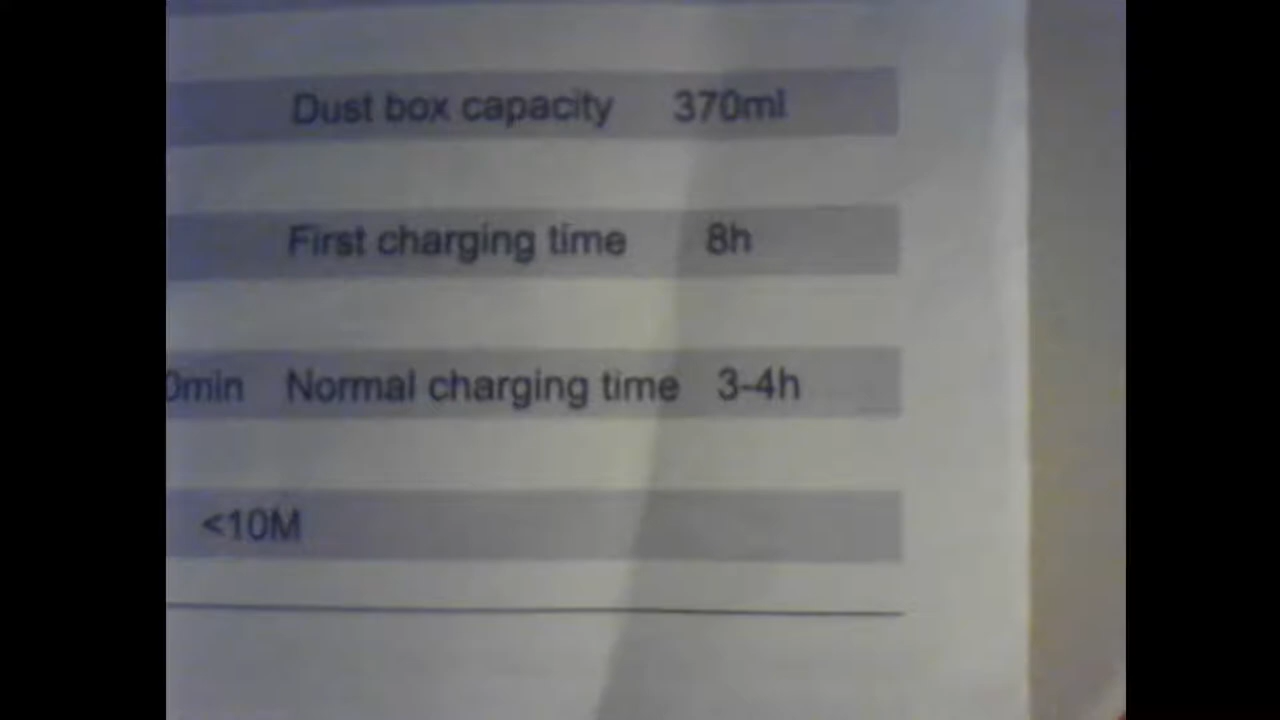 Dust box capacity 370ml
First charging time 8h
Normal charging time 3-4h
<10M